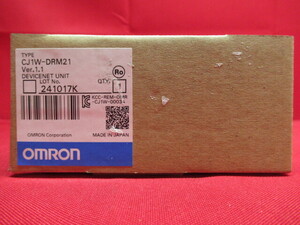 TYPE
CJ1W-DRM21
Ver.1.1
DEVICENET UNIT
LOT No.
QTY.
241017K
1
OMRON Corporation
MADE IN JAPAN
OMRON